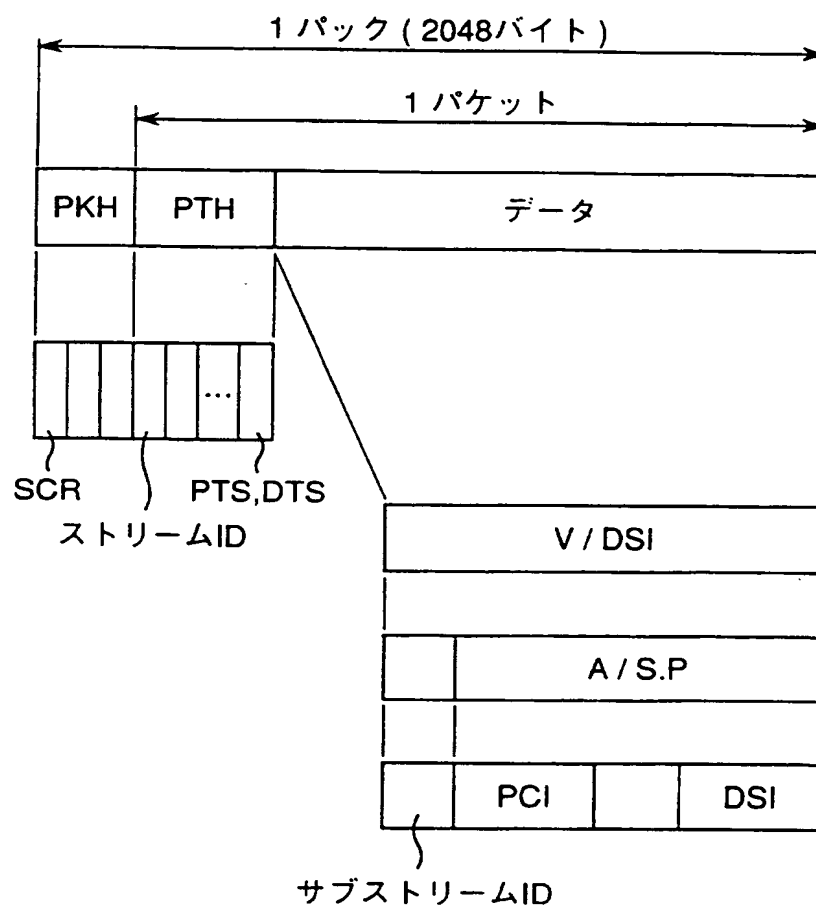 1 パック ( 2048バイト )
1 パケット
PKH PTH データ
...
SCR PTS,DTS
ストリームID
V / DSI
A / S.P
PCI DSI
サブストリームID